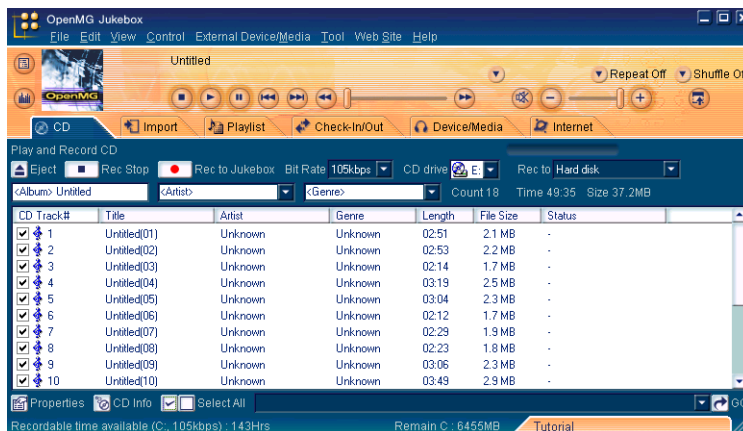 OpenMG Jukebox
File Edit View Control External Device/Media Tool Web Site Help
Untitled
Repeat Off Shuffle Of
OpenMG
CD Import Playlist Check-In/Out Device/Media Internet
Play and Record CD
Eject Rec Stop Rec to Jukebox Bit Rate 105kbps CD drive E: Rec to Hard disk
<Album> Untitled <Artist> <Genre> Count 18 Time 49:35 Size 37.2MB
CD Track# Title Artist Genre Length File Size Status
1 Untitled(01) Unknown Unknown 02:51 2.1 MB -
2 Untitled(02) Unknown Unknown 02:53 2.2 MB -
3 Untitled(03) Unknown Unknown 02:14 1.7 MB -
4 Untitled(04) Unknown Unknown 03:19 2.5 MB -
5 Untitled(05) Unknown Unknown 03:04 2.3 MB -
6 Untitled(06) Unknown Unknown 02:12 1.7 MB -
7 Untitled(07) Unknown Unknown 02:29 1.9 MB -
8 Untitled(08) Unknown Unknown 02:23 1.8 MB -
9 Untitled(09) Unknown Unknown 03:06 2.3 MB -
10 Untitled(10) Unknown Unknown 03:49 2.9 MB -
Properties CD Info Select All GO
Recordable time available (C:, 105kbps) : 143Hrs Remain C : 6455MB Tutorial